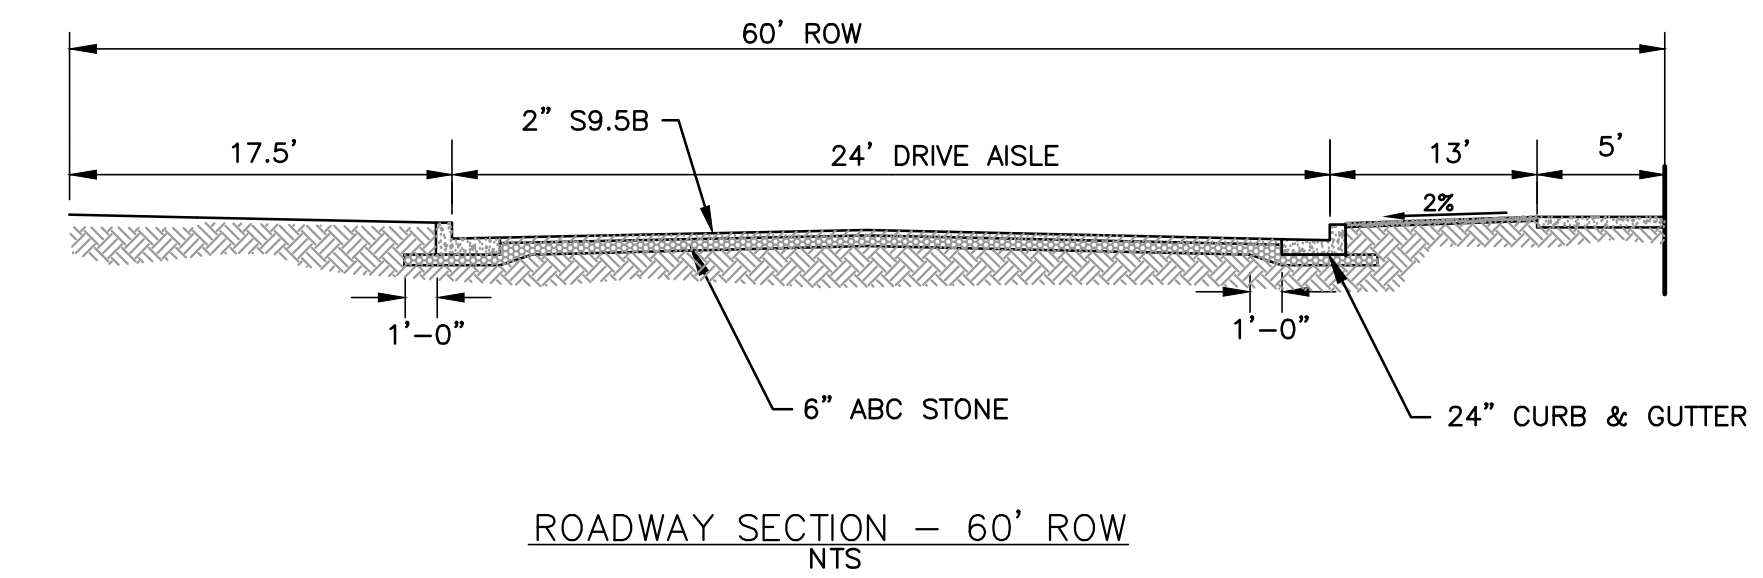 60' ROW
2" S9.5B
17.5'
24' DRIVE AISLE
13'
5'
2%
1'-0"
1'-0"
6" ABC STONE
24" CURB & GUTTER
ROADWAY SECTION - 60' ROW
NTS